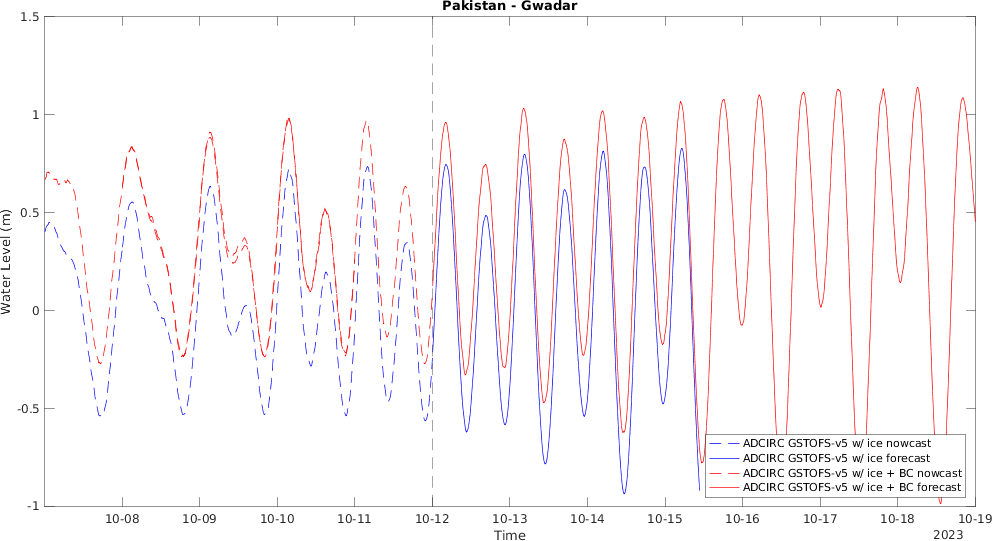 Pakistan - Gwadar
Water Level (m)
1.5
1
0.5
0
-0.5
-1
ADCIRC GSTOFS-v5 w/ ice nowcast
ADCIRC GSTOFS-v5 w/ ice forecast
ADCIRC GSTOFS-v5 w/ ice + BC nowcast
ADCIRC GSTOFS-v5 w/ ice + BC forecast
10-08 10-09 10-10 10-11 10-12 10-13 10-14 10-15 10-16 10-17 10-18 10-19
Time
2023